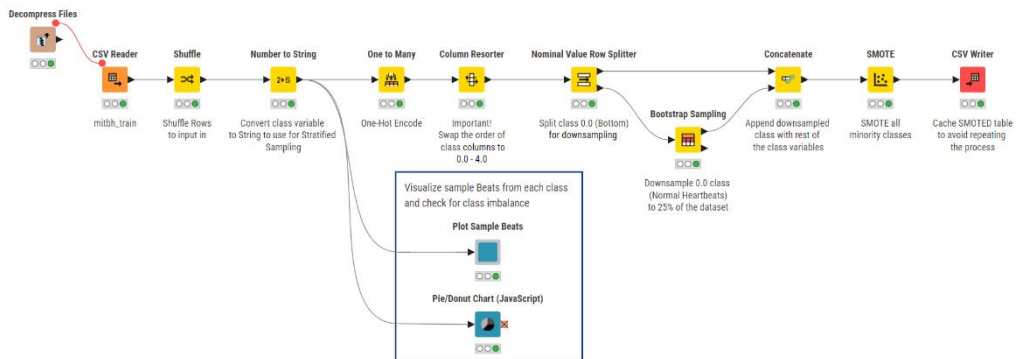 Decompress Files
CSV Reader
mitbh_train
Shuffle
Shuffle Rows
to input in
Number to String
2▸S
Convert class variable
to String to use for Stratified
Sampling
One to Many
One-Hot Encode
Column Resorter
Important!
Swap the order of
class columns to
0.0 - 4.0
Nominal Value Row Splitter
Split class 0.0 (Bottom)
for downsampling
Bootstrap Sampling
Downsample 0.0 class
(Normal Heartbeats)
to 25% of the dataset
Concatenate
Append downsampled
class with rest of
the class variables
SMOTE
SMOTE all
minority classes
CSV Writer
Cache SMOTED table
to avoid repeating
the process
Visualize sample Beats from each class
and check for class imbalance
Plot Sample Beats
Pie/Donut Chart (JavaScript)